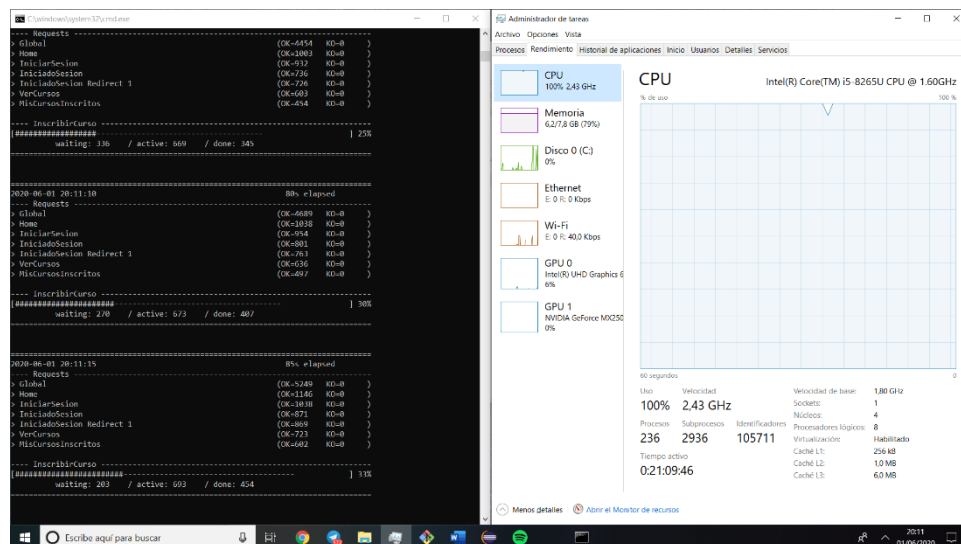 C:\windows\system32\cmd.exe
---- Requests ------------------------------------------------------------------
> Global (OK=4454 KO=0 )
> Home (OK=1003 KO=0 )
> IniciarSesion (OK=932 KO=0 )
> IniciadoSesion (OK=736 KO=0 )
> IniciadoSesion Redirect 1 (OK=726 KO=0 )
> VerCursos (OK=603 KO=0 )
> MisCursosInscritos (OK=454 KO=0 )
---- InscribirCurso ------------------------------------------------------------
[##################--------------------------------------- ] 25%
waiting: 336 / active: 669 / done: 345
================================================================================
================================================================================
2020-06-01 20:11:10 80s elapsed
---- Requests ------------------------------------------------------------------
> Global (OK=4689 KO=0 )
> Home (OK=1038 KO=0 )
> IniciarSesion (OK=954 KO=0 )
> IniciadoSesion (OK=801 KO=0 )
> IniciadoSesion Redirect 1 (OK=763 KO=0 )
> VerCursos (OK=636 KO=0 )
> MisCursosInscritos (OK=497 KO=0 )
---- InscribirCurso ------------------------------------------------------------
[######################------------------------------------- ] 30%
waiting: 270 / active: 673 / done: 407
================================================================================
================================================================================
2020-06-01 20:11:15 85s elapsed
---- Requests ------------------------------------------------------------------
> Global (OK=5249 KO=0 )
> Home (OK=1146 KO=0 )
> IniciarSesion (OK=1038 KO=0 )
> IniciadoSesion (OK=871 KO=0 )
> IniciadoSesion Redirect 1 (OK=869 KO=0 )
> VerCursos (OK=723 KO=0 )
> MisCursosInscritos (OK=602 KO=0 )
---- InscribirCurso ------------------------------------------------------------
[########################-------------------------------------- ] 33%
waiting: 203 / active: 693 / done: 454
================================================================================
Administrador de tareas
Archivo Opciones Vista
Procesos Rendimiento Historial de aplicaciones Inicio Usuarios Detalles Servicios
CPU
100% 2,43 GHz
Memoria
6,2/7,8 GB (79%)
Disco 0 (C:)
0%
Ethernet
E: 0 R: 0 Kbps
Wi-Fi
E: 0 R: 40,0 Kbps
GPU 0
Intel(R) UHD Graphics 6
6%
GPU 1
NVIDIA GeForce MX250
0%
CPU Intel(R) Core(TM) i5-8265U CPU @ 1.60GHz
% de uso 100 %
60 segundos 0
Uso Velocidad
100% 2,43 GHz
Procesos Subprocesos Identificadores
236 2936 105711
Tiempo activo
0:21:09:46
Velocidad de base: 1,80 GHz
Sockets: 1
Núcleos: 4
Procesadores lógicos: 8
Virtualización: Habilitado
Caché L1: 256 kB
Caché L2: 1,0 MB
Caché L3: 6,0 MB
Menos detalles Abrir el Monitor de recursos
Escribe aquí para buscar
20:11
01/06/2020